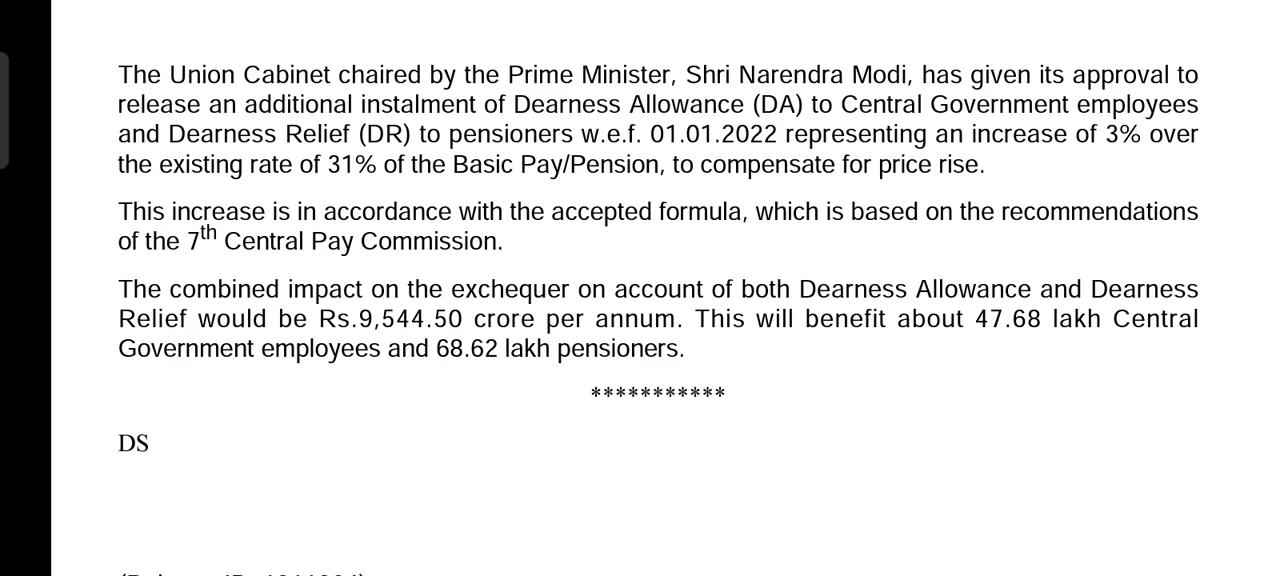 The Union Cabinet chaired by the Prime Minister, Shri Narendra Modi, has given its approval to
release an additional instalment of Dearness Allowance (DA) to Central Government employees
and Dearness Relief (DR) to pensioners w.e.f. 01.01.2022 representing an increase of 3% over
the existing rate of 31% of the Basic Pay/Pension, to compensate for price rise.
This increase is in accordance with the accepted formula, which is based on the recommendations
of the 7th Central Pay Commission.
The combined impact on the exchequer on account of both Dearness Allowance and Dearness
Relief would be Rs.9,544.50 crore per annum. This will benefit about 47.68 lakh Central
Government employees and 68.62 lakh pensioners.
***********
DS